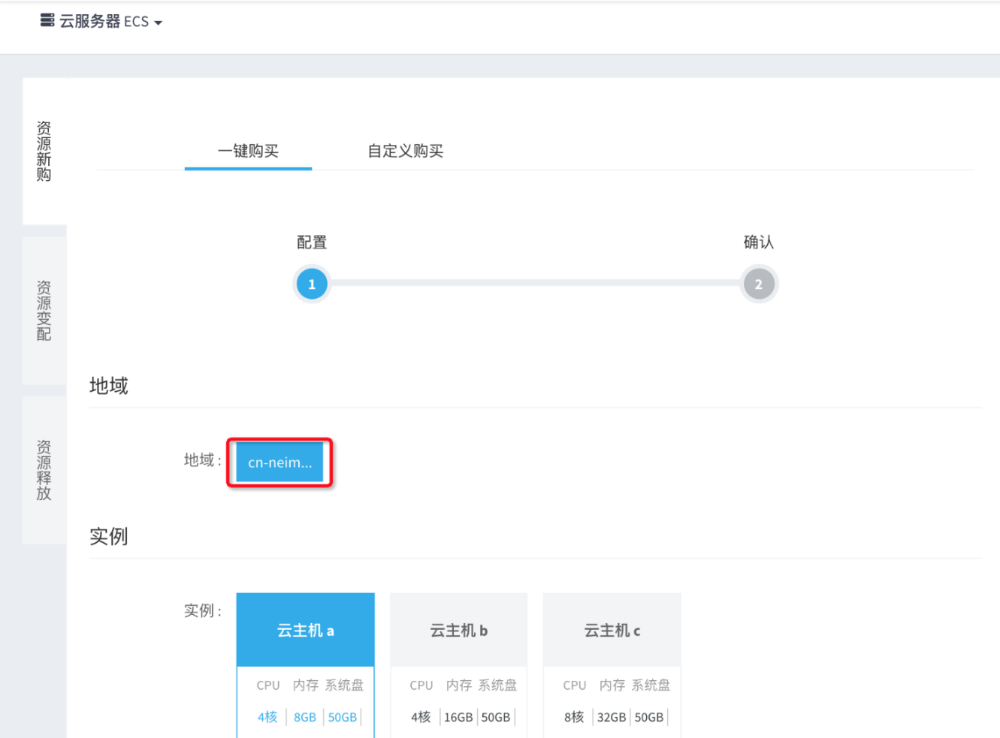 云服务器 ECS
资源新购
资源变配
资源释放
一键购买 自定义购买
配置 确认
1 2
地域
地域 : cn-neim...
实例
实例 :
云主机 a 云主机 b 云主机 c
CPU 内存 系统盘 CPU 内存 系统盘 CPU 内存 系统盘
4核 8GB 50GB 4核 16GB 50GB 8核 32GB 50GB